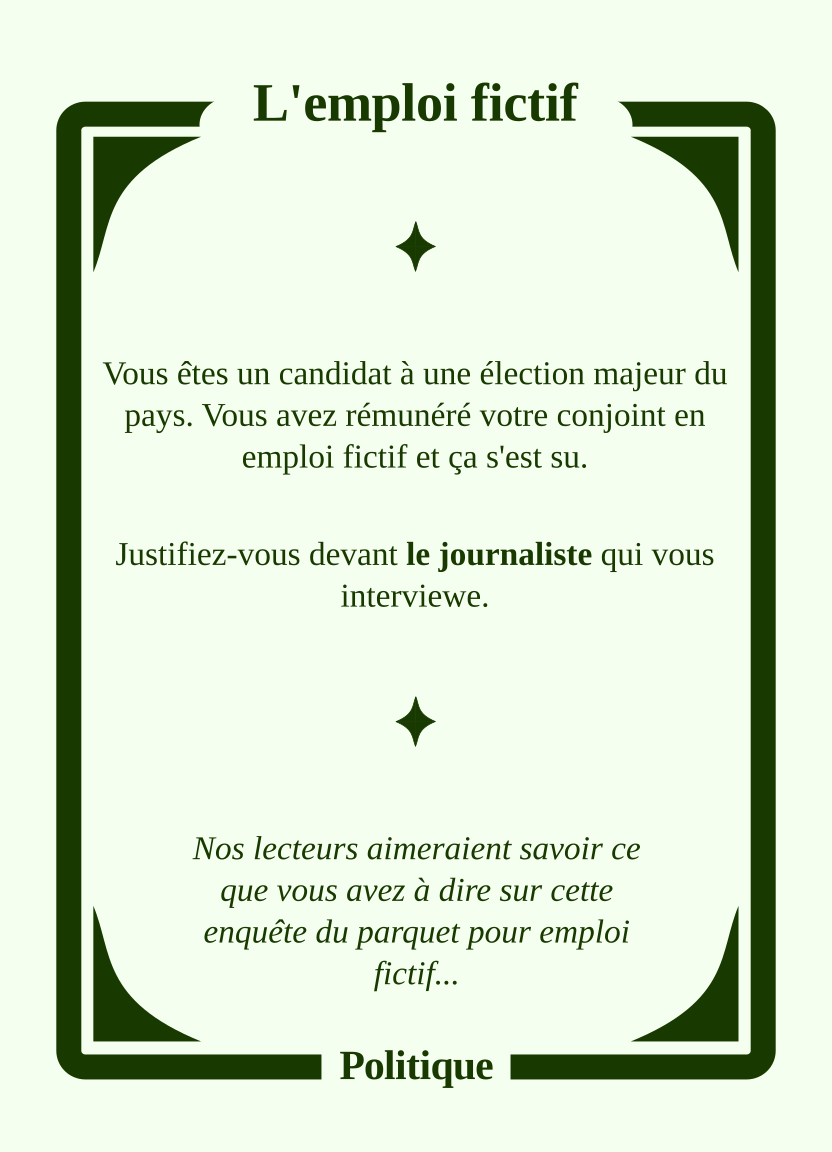 L'emploi fictif
Vous êtes un candidat à une élection majeur du
pays. Vous avez rémunéré votre conjoint en
emploi fictif et ça s'est su.
Justifiez-vous devant le journaliste qui vous
interviewe.
Nos lecteurs aimeraient savoir ce
que vous avez à dire sur cette
enquête du parquet pour emploi
fictif...
Politique